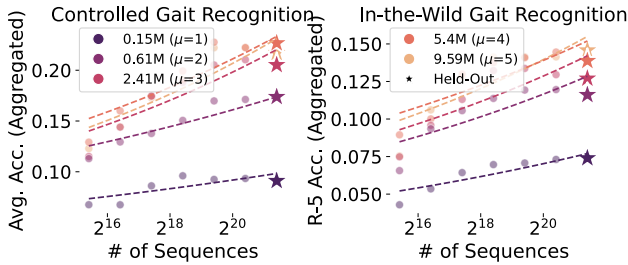 Controlled Gait Recognition
0.15M (μ=1)
0.61M (μ=2)
2.41M (μ=3)
Avg. Acc. (Aggregated)
0.20
0.15
0.10
2^16
2^18
2^20
# of Sequences
In-the-Wild Gait Recognition
5.4M (μ=4)
9.59M (μ=5)
Held-Out
R-5 Acc. (Aggregated)
0.150
0.125
0.100
0.075
0.050
2^16
2^18
2^20
# of Sequences